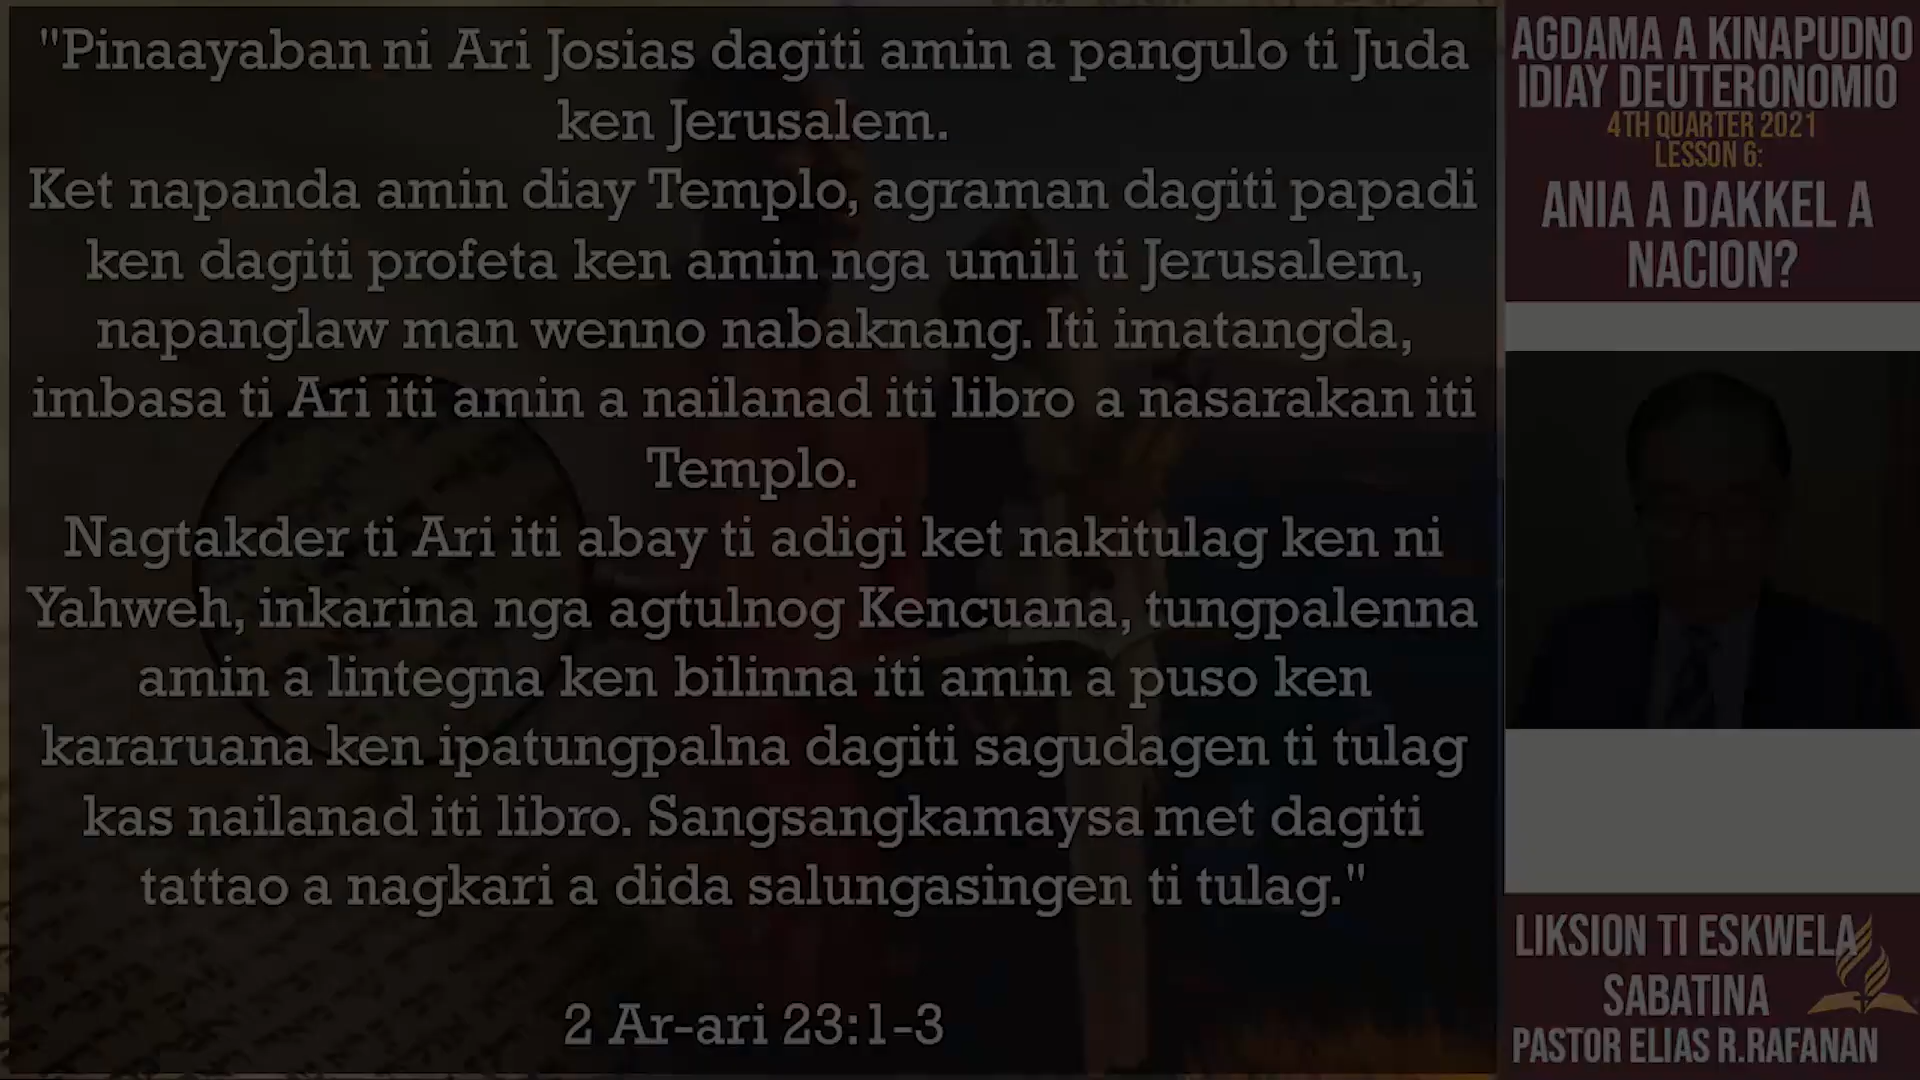 "Pinaayaban ni Ari Josias dagiti amin a pangulo ti Juda
ken Jerusalem.
Ket napanda amin diay Templo, agraman dagiti papadi
ken dagiti profeta ken amin nga umili ti Jerusalem,
napanglaw man wenno nabaknang. Iti imatangda,
imbasa ti Ari iti amin a nailanad iti libro a nasarakan iti
Templo.
Nagtakder ti Ari iti abay ti adigi ket nakitulag ken ni
Yahweh, inkarina nga agtulnog Kencuana, tungpalenna
amin a lintegna ken bilinna iti amin a puso ken
kararuana ken ipatungpalna dagiti sagudagen ti tulag
kas nailanad iti libro. Sangsangkamaysa met dagiti
tattao a nagkari a dida salungasingen ti tulag."
2 Ar-ari 23:1-3
AGDAMA A KINAPUDNO
IDIAY DEUTERONOMIO
4TH QUARTER 2021
LESSON 6:
ANIA A DAKKEL A
NACION?
LIKSION TI ESKWELA
SABATINA
PASTOR ELIAS R.RAFANAN